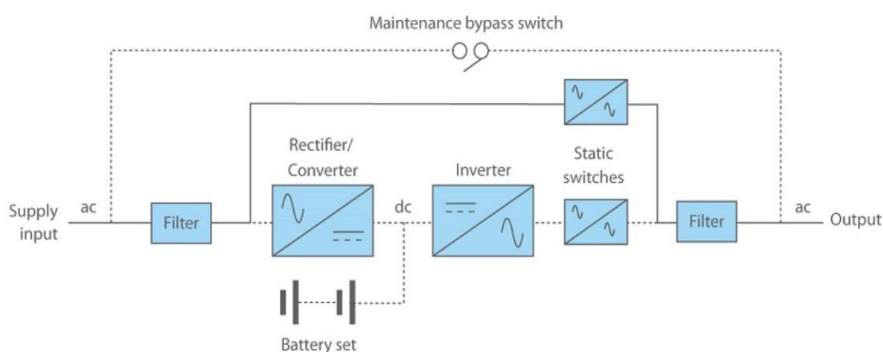 Maintenance bypass switch
Rectifier/
Converter
Inverter
Static
switches
Supply
input
ac
Filter
dc
Filter
ac
Output
Battery set